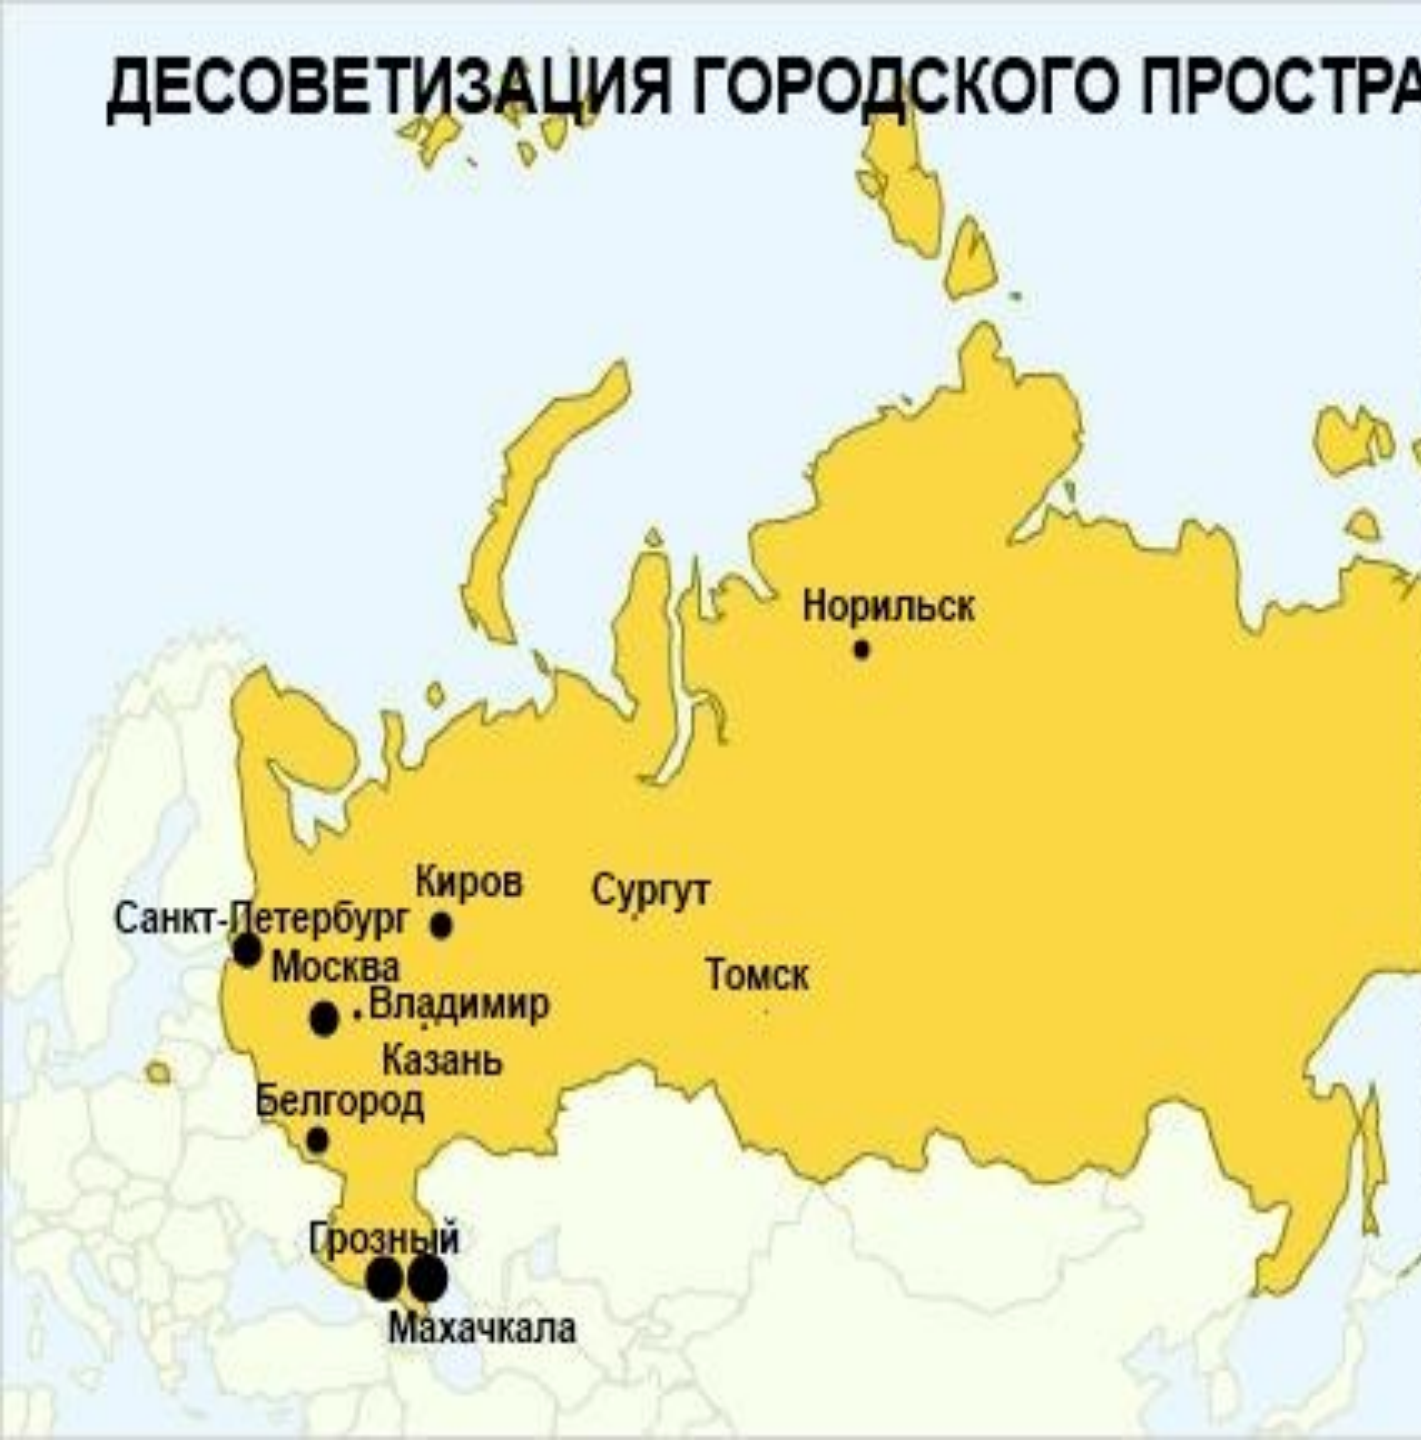 ДЕСОВЕТИЗАЦИЯ ГОРОДСКОГО ПРОСТРА
Норильск
Киров
Сургут
Санкт-Петербург
Москва
Томск
Владимир
Казань
Белгород
Грозный
Махачкала